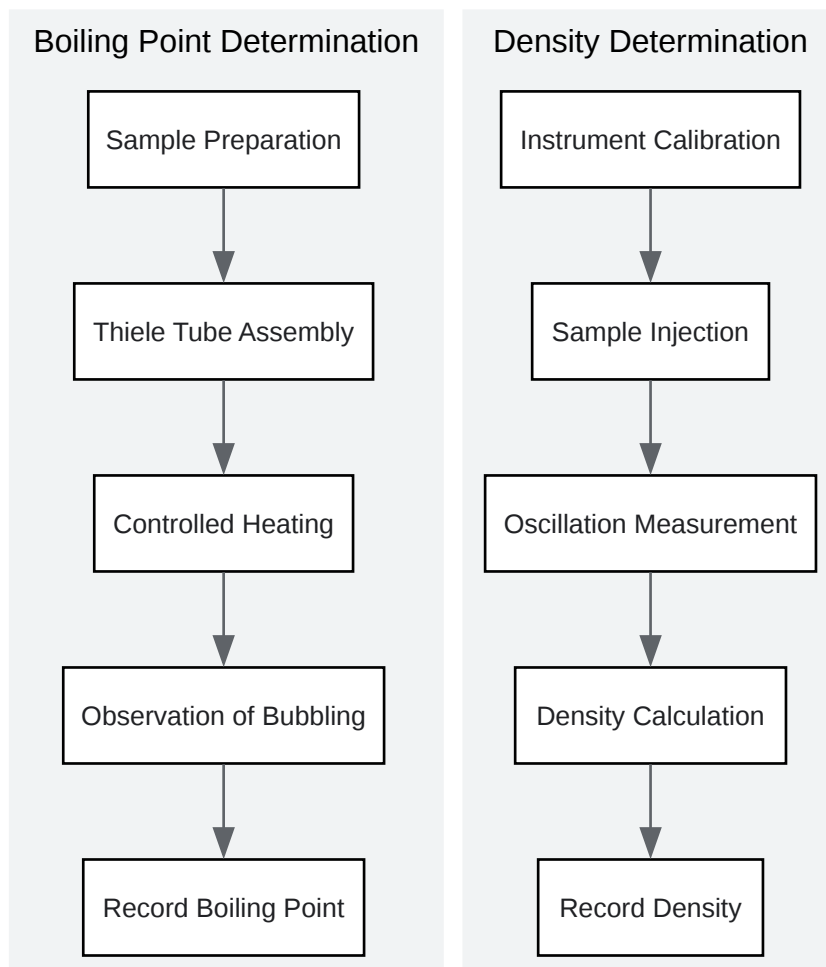 Boiling Point Determination
Sample Preparation
Thiele Tube Assembly
Controlled Heating
Observation of Bubbling
Record Boiling Point
Density Determination
Instrument Calibration
Sample Injection
Oscillation Measurement
Density Calculation
Record Density